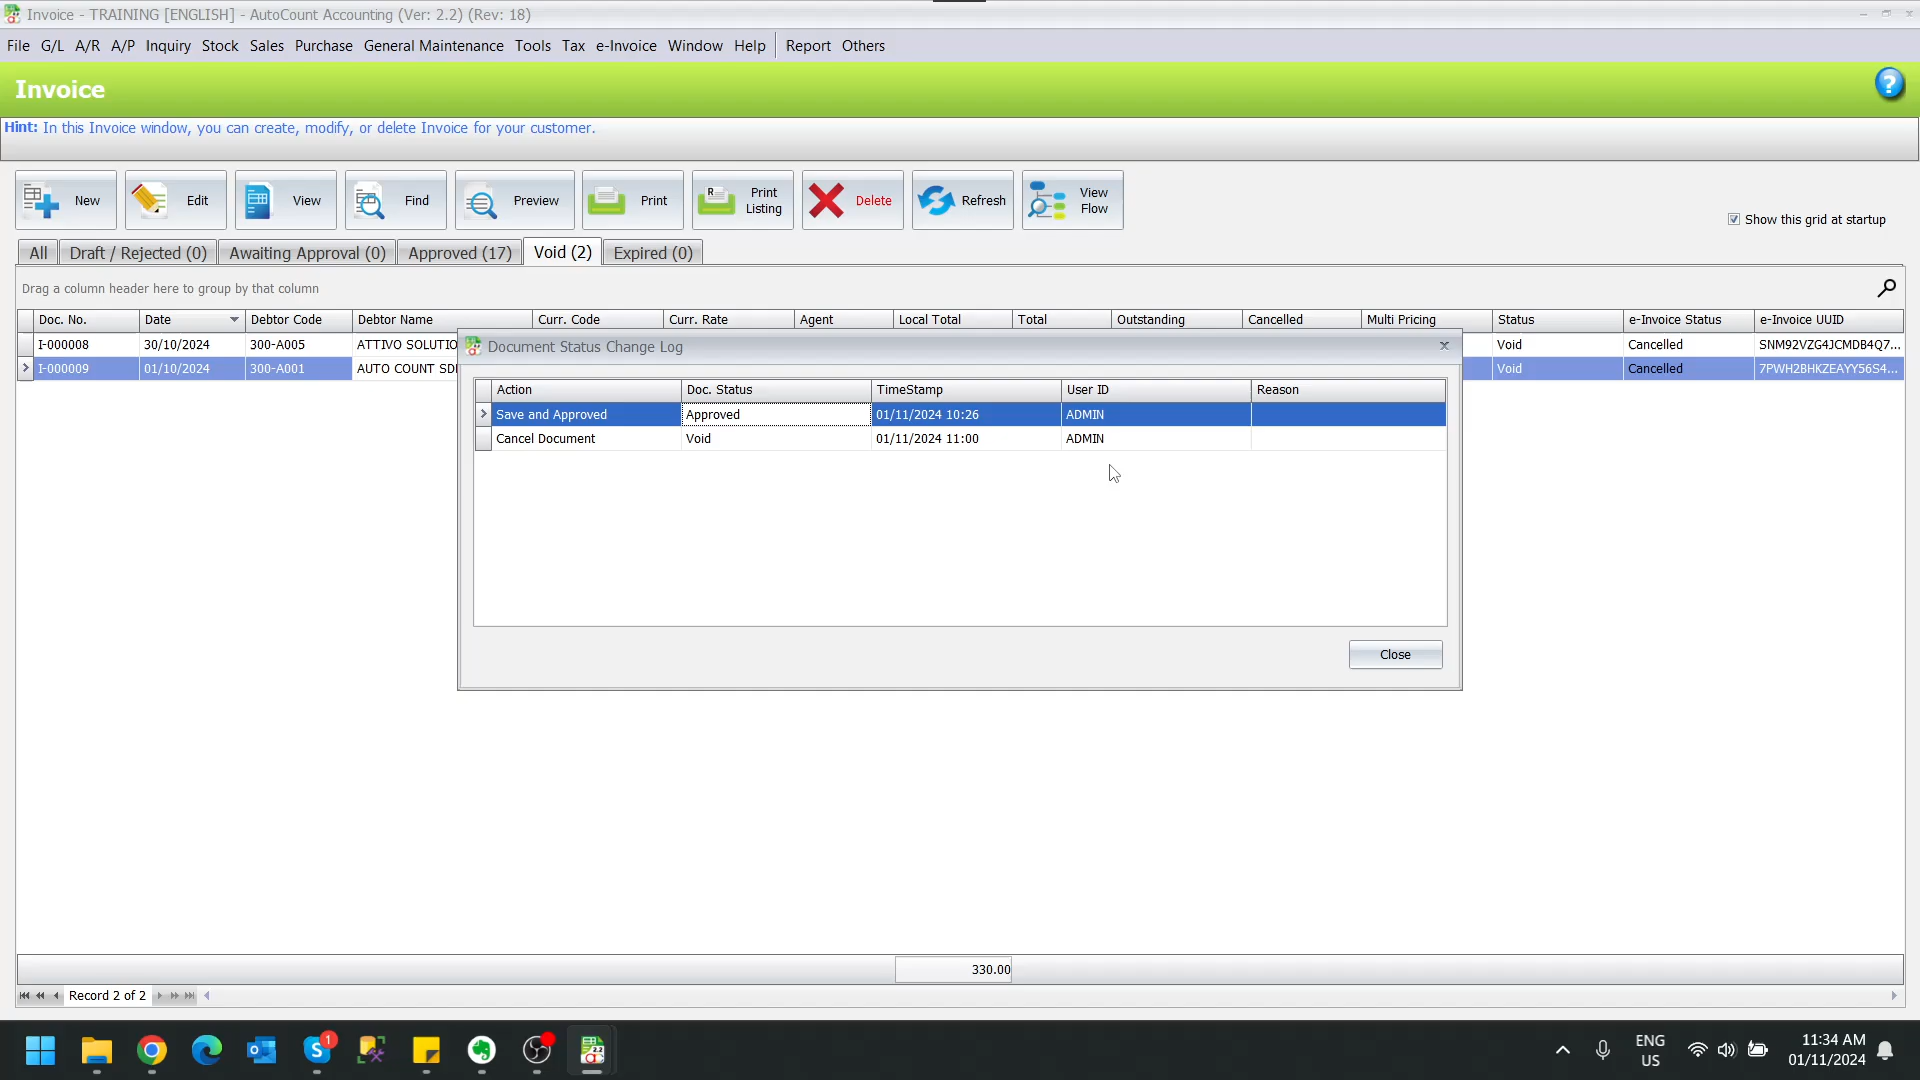 Invoice - TRAINING [ENGLISH] - AutoCount Accounting (Ver: 2.2) (Rev: 18)
File G/L A/R A/P Inquiry Stock Sales Purchase General Maintenance Tools Tax e-Invoice Window Help Report Others
Invoice
Hint: In this Invoice window, you can create, modify, or delete Invoice for your customer.
New Edit View Find Preview Print Print Listing Delete Refresh View Flow
Show this grid at startup
All Draft / Rejected (0) Awaiting Approval (0) Approved (17) Void (2) Expired (0)
Drag a column header here to group by that column
Doc. No. Date Debtor Code Debtor Name Curr. Code Curr. Rate Agent Local Total Total Outstanding Cancelled Multi Pricing Status e-Invoice Status e-Invoice UUID
I-000008 30/10/2024 300-A005 ATTIVO SOLUTIO Void Cancelled SNM92VZG4JCMDB4Q7...
I-000009 01/10/2024 300-A001 AUTO COUNT SD Void Cancelled 7PWH2BHKZEAYY56S4...
Document Status Change Log
Action Doc. Status TimeStamp User ID Reason
Save and Approved Approved 01/11/2024 10:26 ADMIN
Cancel Document Void 01/11/2024 11:00 ADMIN
Close
330.00
Record 2 of 2
1
2.2
ENG
US
11:34 AM
01/11/2024